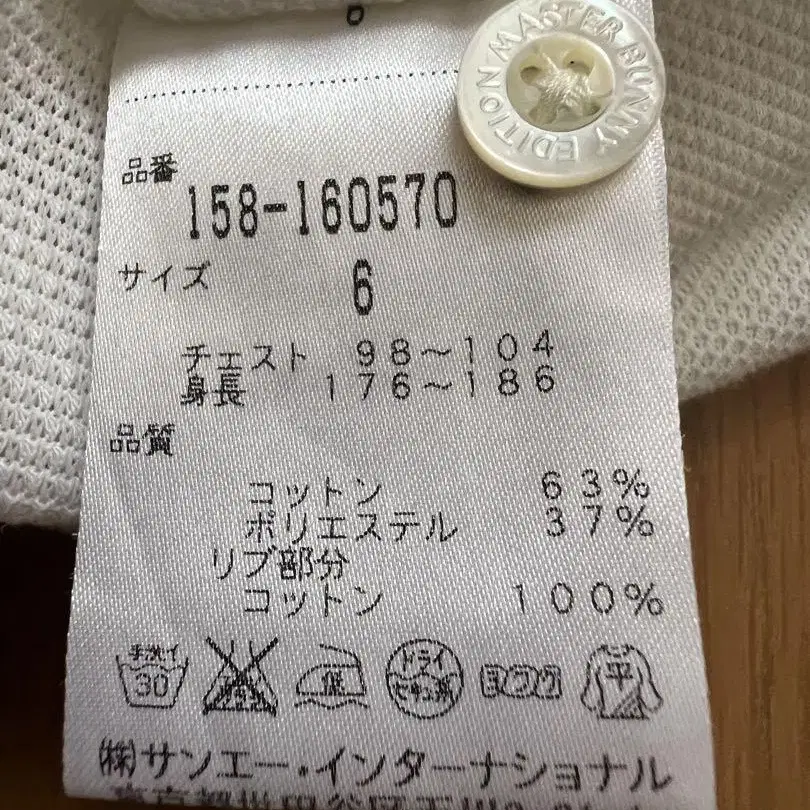 MASTER BUNNY EDITION
品番
158-160570
サイズ 6
チェスト 98~104
身長 176~186
品質
コットン 63%
ポリエステル 37%
リブ部分
コットン 100%
手洗イ 30 低 ドライ セキユ系 ヨワク 平
(株)サンエー・インターナショナル